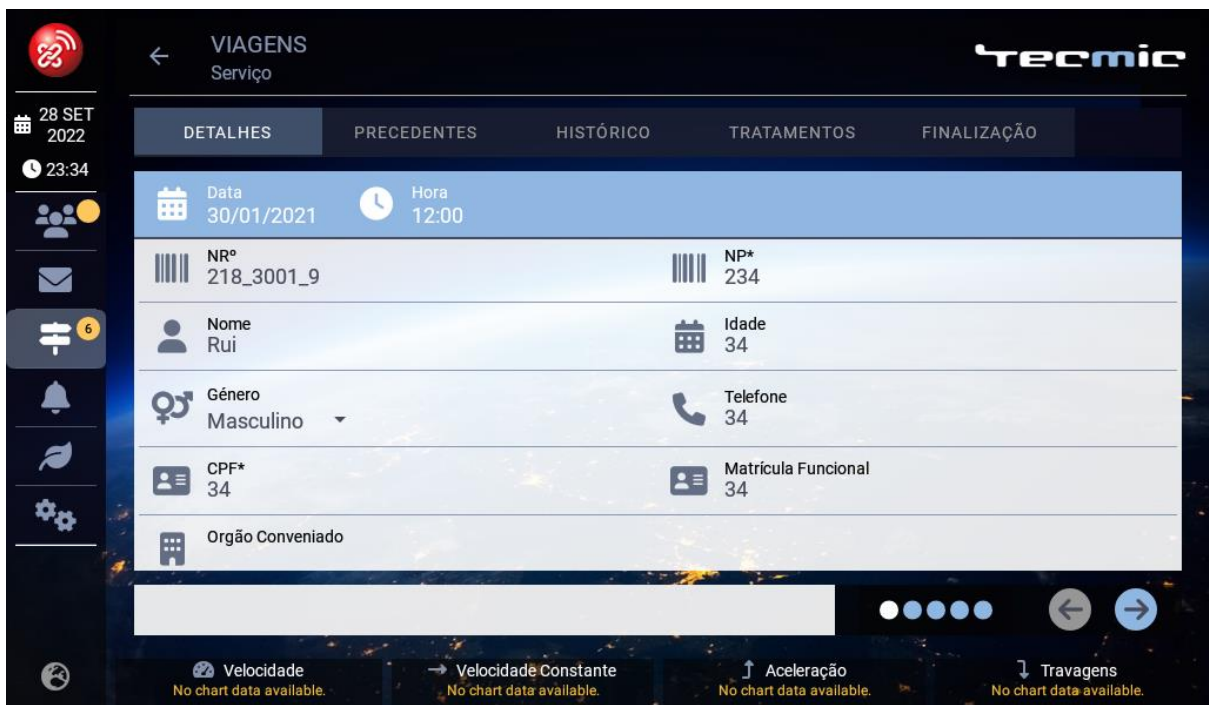 VIAGENS
Serviço
Tecmic
28 SET
2022
23:34
DETALHES PRECEDENTES HISTÓRICO TRATAMENTOS FINALIZAÇÃO
Data
30/01/2021
Hora
12:00
NRº
218_3001_9
NP*
234
Nome
Rui
Idade
34
6
Género
Masculino
Telefone
34
CPF*
34
Matrícula Funcional
34
Orgão Conveniado
Velocidade
No chart data available.
Velocidade Constante
No chart data available.
Aceleração
No chart data available.
Travagens
No chart data available.